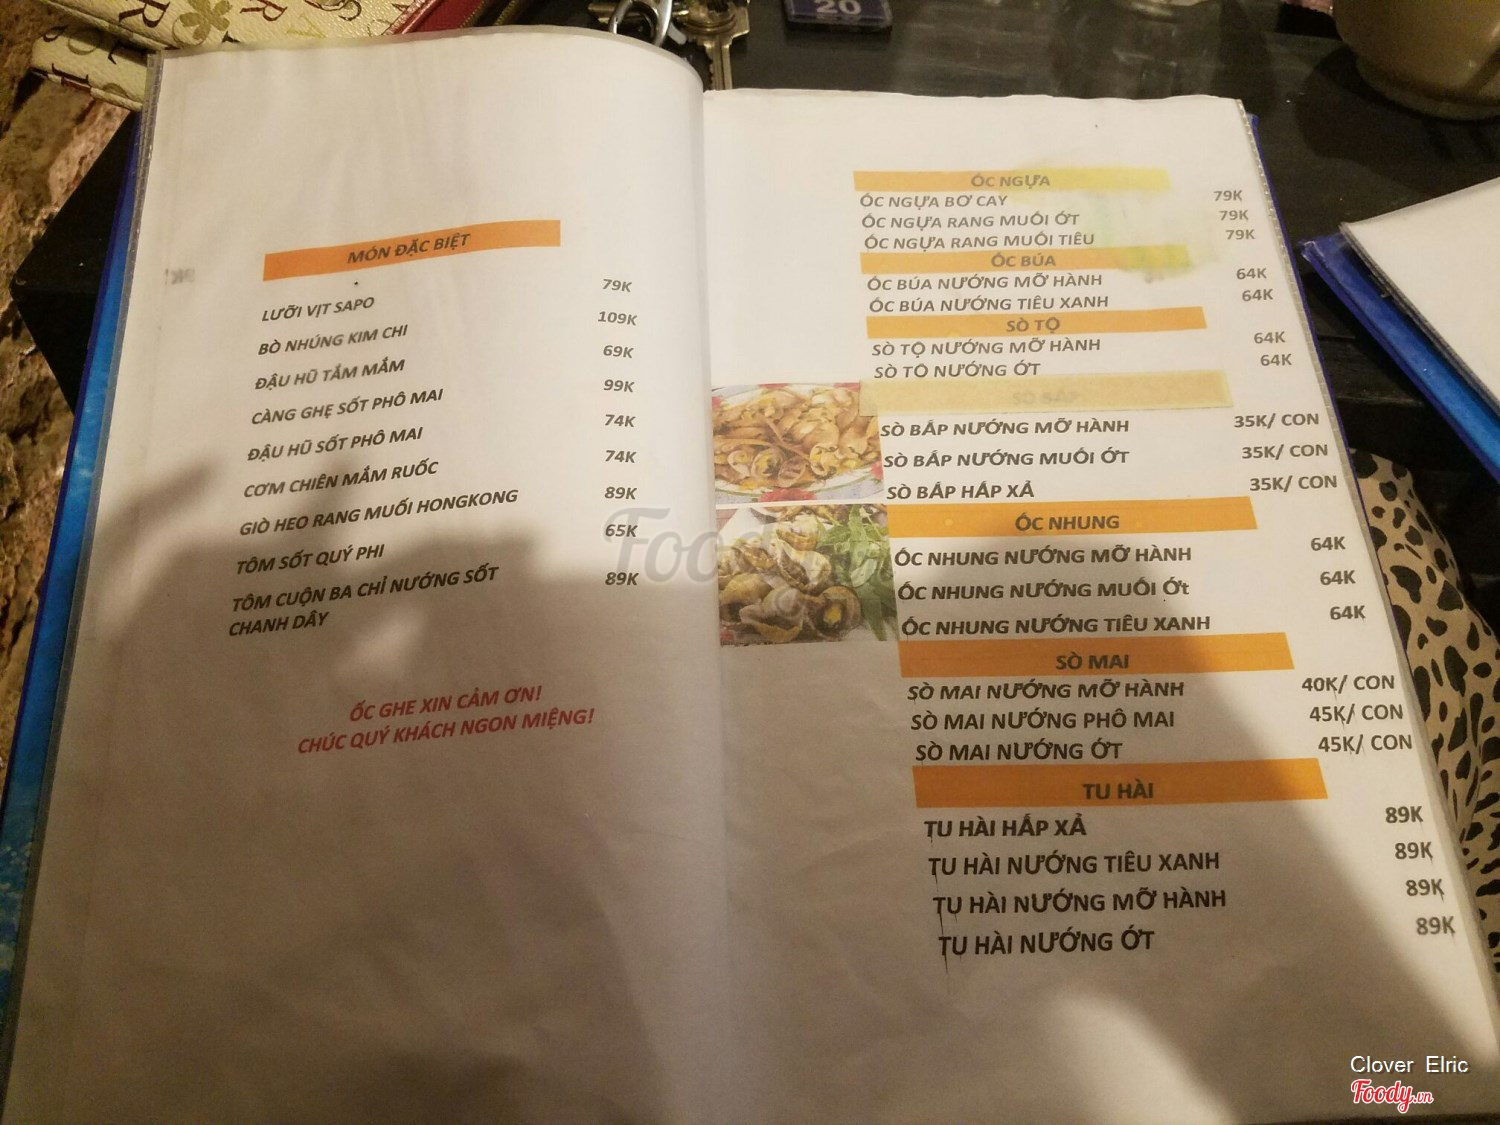 20
MÓN ĐẶC BIỆT
LƯỠI VỊT SAPO 79K
BÒ NHÚNG KIM CHI 109K
ĐẬU HŨ TẮM MẮM 69K
CÀNG GHẸ SỐT PHÔ MAI 99K
ĐẬU HŨ SỐT PHÔ MAI 74K
CƠM CHIÊN MẮM RUỐC 74K
GIÒ HEO RANG MUỐI HONGKONG 89K
TÔM SỐT QUÝ PHI 65K
TÔM CUỘN BA CHỈ NƯỚNG SỐT 89K
CHANH DÂY
ỐC GHE XIN CẢM ƠN!
CHÚC QUÝ KHÁCH NGON MIỆNG!
ỐC NGỰA
ỐC NGỰA BƠ CAY 79K
ỐC NGỰA RANG MUỐI ỚT 79K
ỐC NGỰA RANG MUỐI TIÊU 79K
ỐC BÚA
ỐC BÚA NƯỚNG MỠ HÀNH 64K
ỐC BÚA NƯỚNG TIÊU XANH 64K
SÒ TỘ
SÒ TỘ NƯỚNG MỠ HÀNH 64K
SÒ TÔ NƯỚNG ỚT 64K
SÒ BẮP
SÒ BẮP NƯỚNG MỠ HÀNH 35K/ CON
SÒ BẮP NƯỚNG MUỐI ỚT 35K/ CON
SÒ BẮP HẤP XẢ 35K/ CON
ỐC NHUNG
ỐC NHUNG NƯỚNG MỠ HÀNH 64K
ỐC NHUNG NƯỚNG MUỐI Ớt 64K
ỐC NHUNG NƯỚNG TIÊU XANH 64K
SÒ MAI
SÒ MAI NƯỚNG MỠ HÀNH 40K/ CON
SÒ MAI NƯỚNG PHÔ MAI 45K/ CON
SÒ MAI NƯỚNG ỚT 45K/ CON
TU HÀI
TU HÀI HẤP XẢ 89K
TU HÀI NƯỚNG TIÊU XANH 89K
TU HÀI NƯỚNG MỠ HÀNH 89K
TU HÀI NƯỚNG ỚT 89K
Foody.vn
Clover Elric
Foody.vn